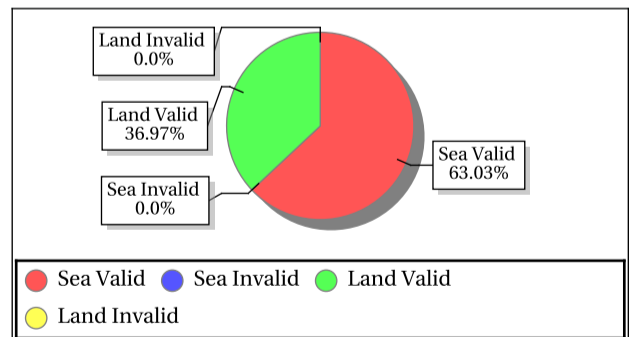 Land Invalid
0.0%
Land Valid
36.97%
Sea Invalid
0.0%
Sea Valid
63.03%
Sea Valid Sea Invalid Land Valid
Land Invalid